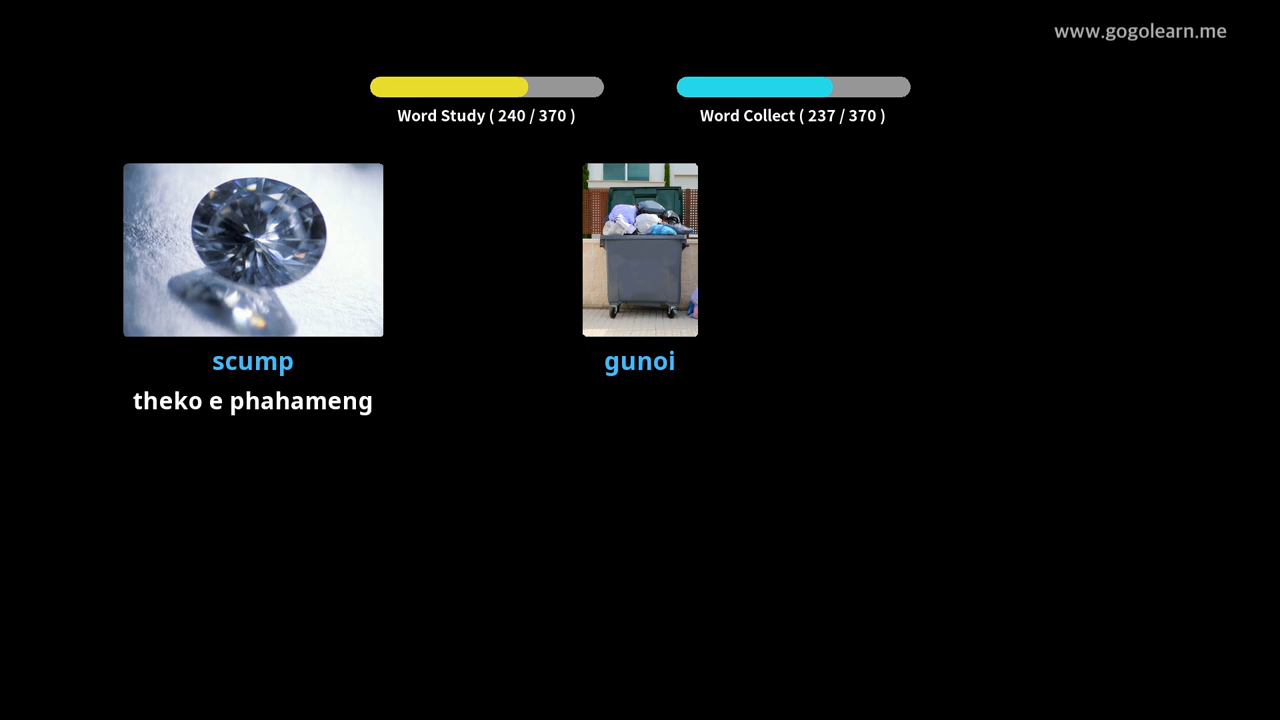 www.gogolearn.me
Word Study ( 240 / 370 )
Word Collect ( 237 / 370 )
scump
gunoi
theko e phahameng